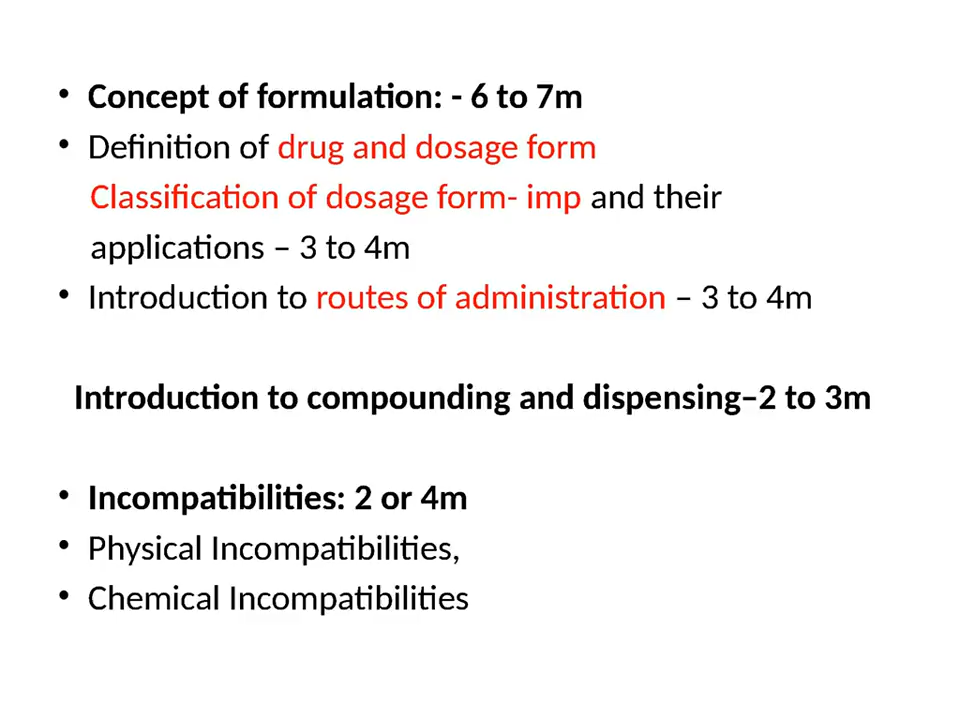 • Concept of formulation: - 6 to 7m
• Definition of drug and dosage form
Classification of dosage form- imp and their
applications – 3 to 4m
• Introduction to routes of administration – 3 to 4m
Introduction to compounding and dispensing–2 to 3m
• Incompatibilities: 2 or 4m
• Physical Incompatibilities,
• Chemical Incompatibilities